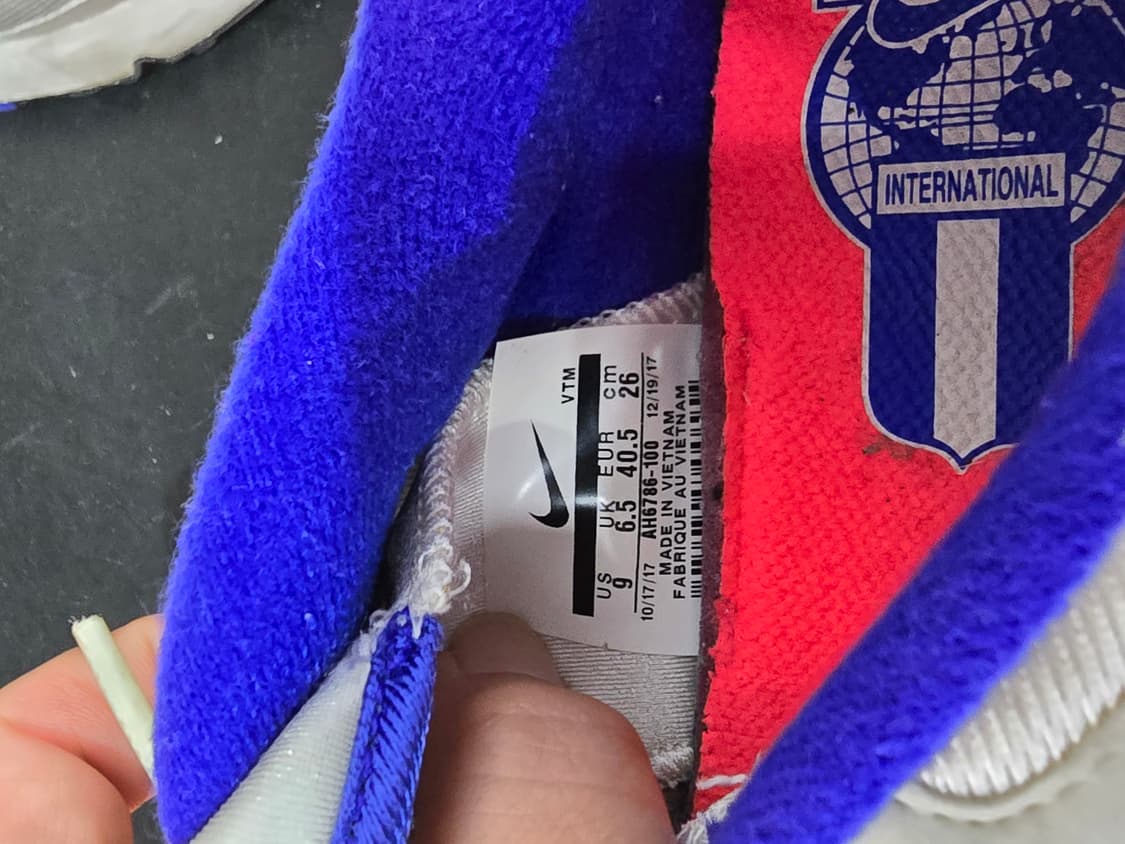 INTERNATIONAL
VTM
US UK EUR cm
9 6.5 40.5 26
10/17/17 AH6786-100 12/19/17
MADE IN VIETNAM
FABRIQUE AU VIETNAM